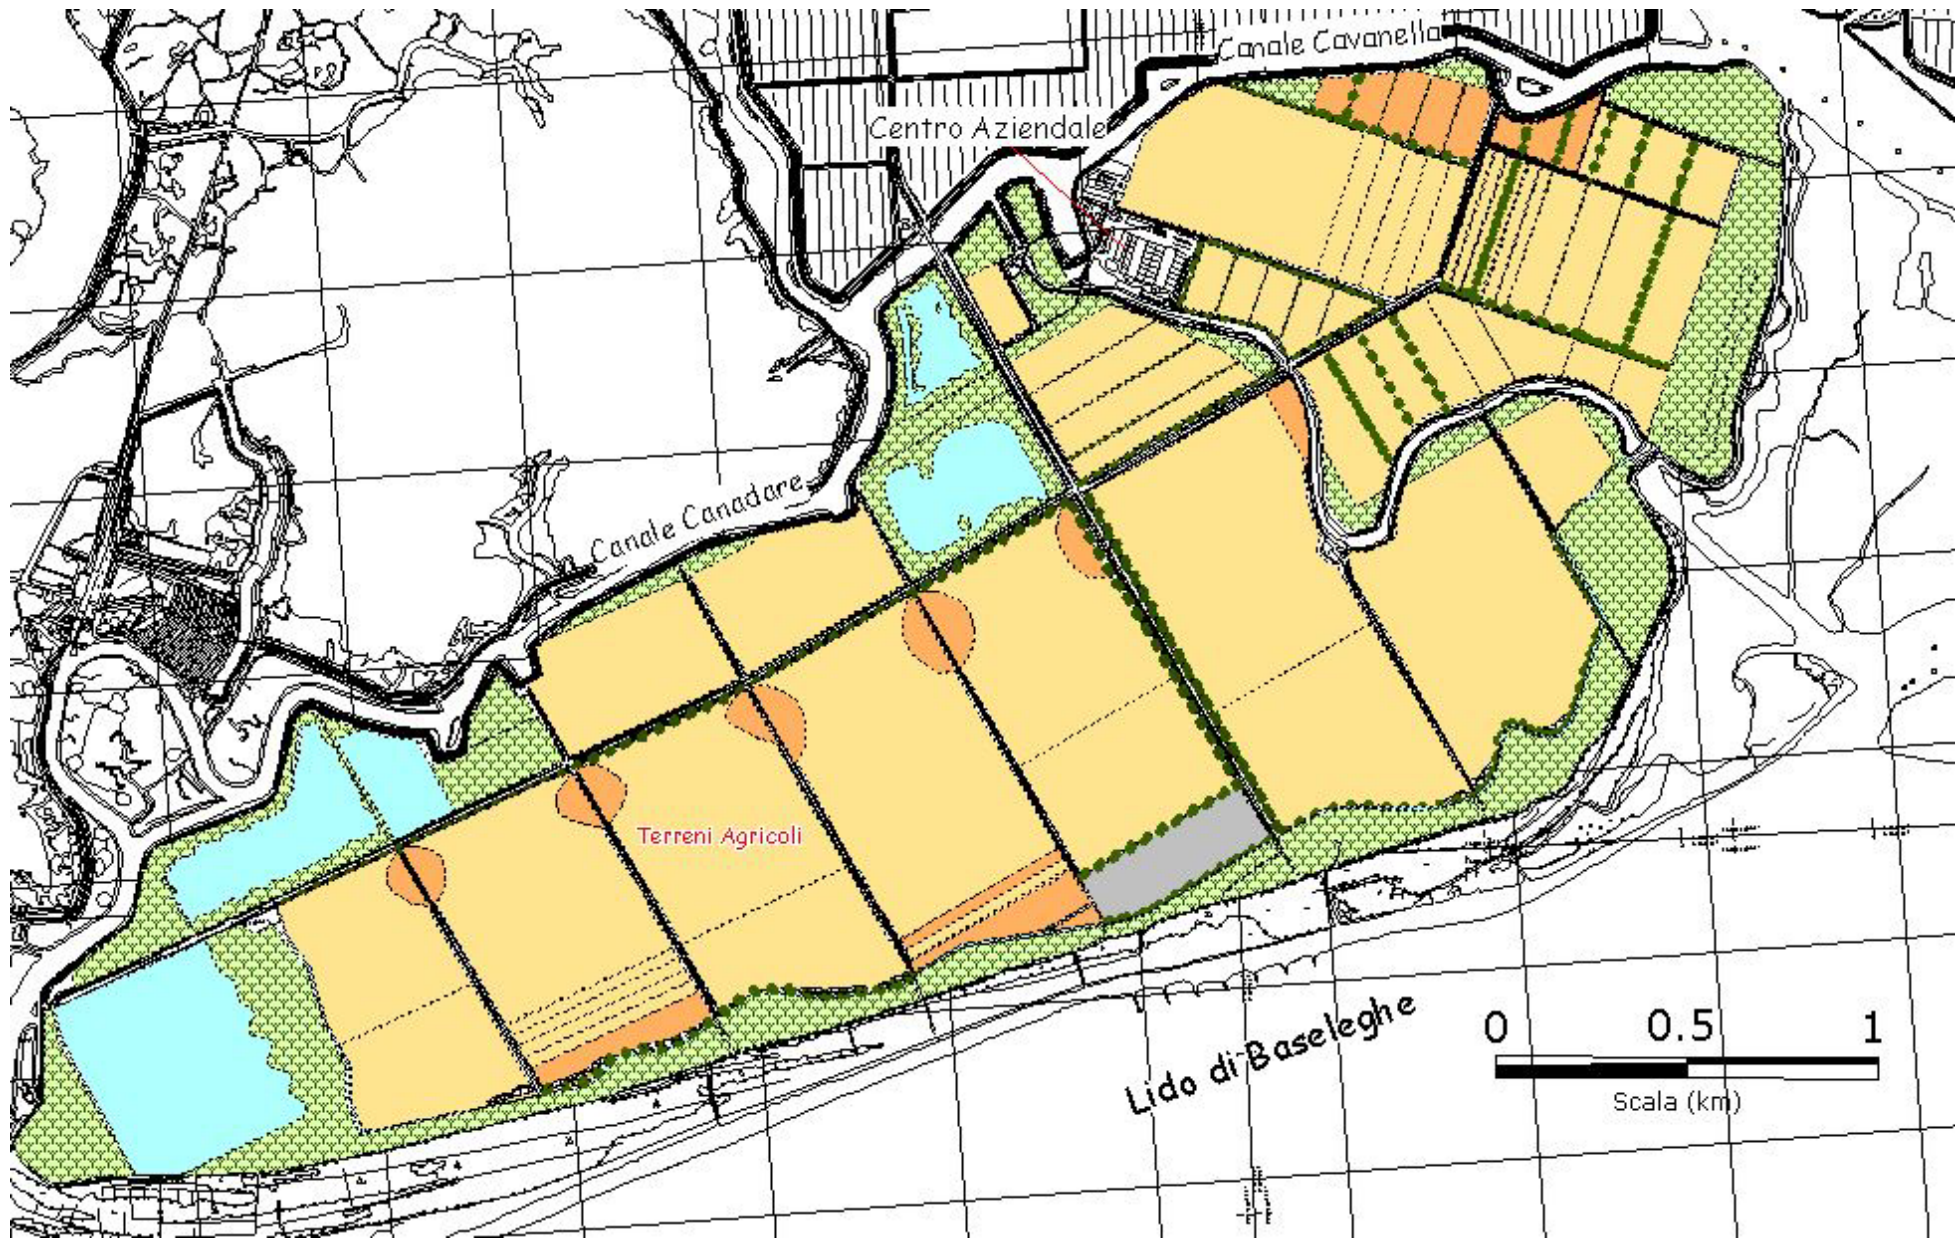 Canale Cavanella
Centro Aziendale
Canale Canadare
Terreni Agricoli
Lido di Baseleghe
0 0.5 1
Scala (km)